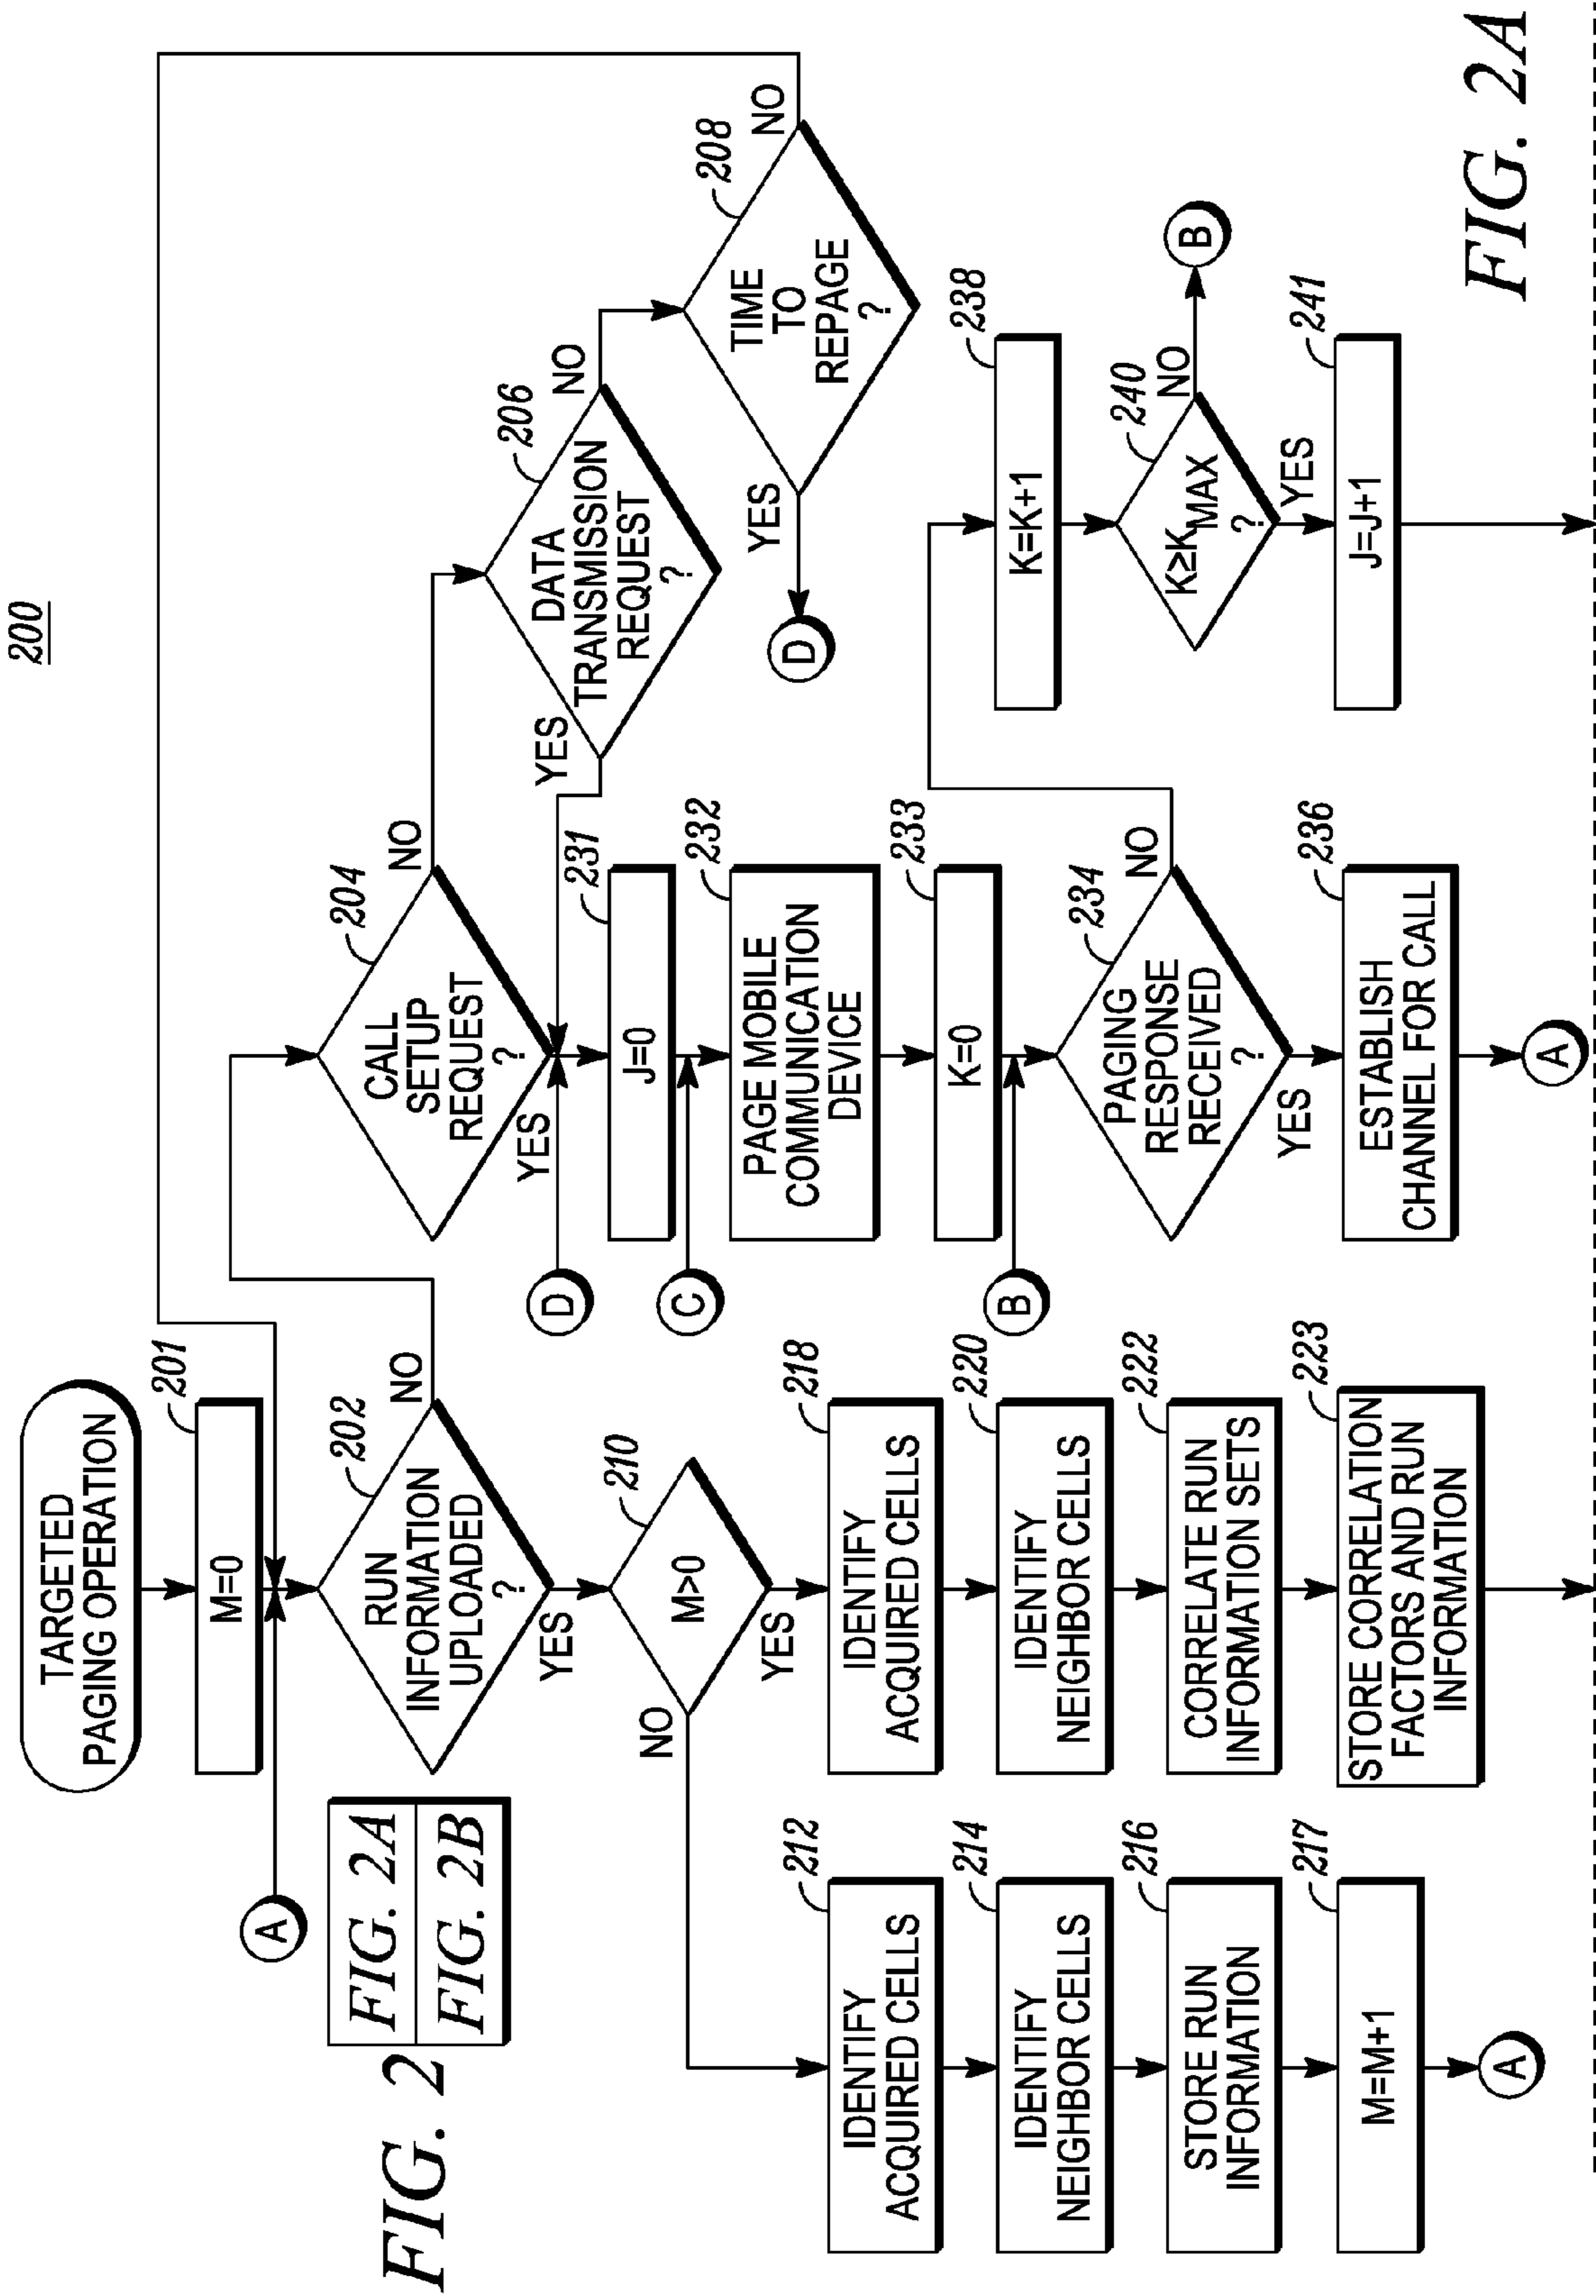 200
TARGETED
PAGING OPERATION
201
M=0
A
FIG. 2
FIG. 2A
FIG. 2B
202
RUN
INFORMATION
UPLOADED
?
NO
YES
204
CALL
SETUP
REQUEST
?
NO
YES
206
DATA
TRANSMISSION
REQUEST
?
NO
YES
208
TIME
TO
REPAGE
?
NO
YES
D
210
M>0
NO
YES
212
IDENTIFY
ACQUIRED CELLS
214
IDENTIFY
NEIGHBOR CELLS
216
STORE RUN
INFORMATION
217
M=M+1
A
218
IDENTIFY
ACQUIRED CELLS
220
IDENTIFY
NEIGHBOR CELLS
222
CORRELATE RUN
INFORMATION SETS
223
STORE CORRELATION
FACTORS AND RUN
INFORMATION
D
231
J=0
C
232
PAGE MOBILE
COMMUNICATION
DEVICE
233
K=0
B
234
PAGING
RESPONSE
RECEIVED
?
NO
YES
236
ESTABLISH
CHANNEL FOR CALL
A
238
K=K+1
240
K≥KMAX
?
NO
B
YES
241
J=J+1
FIG. 2A